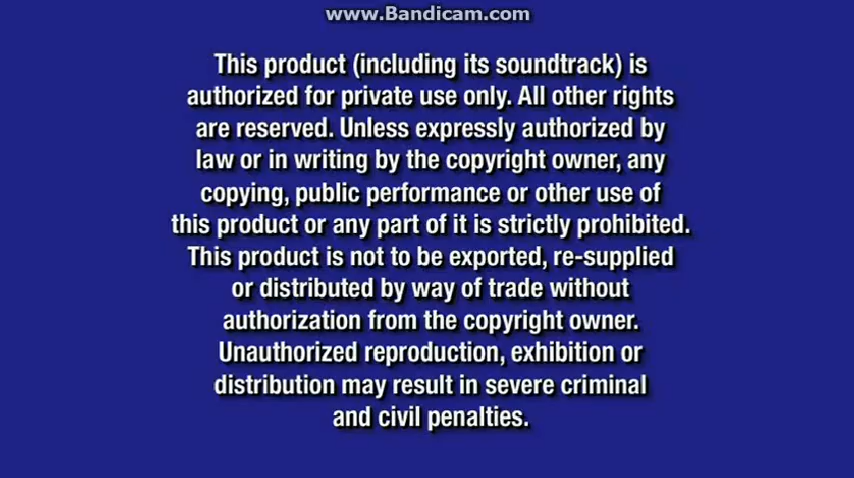 www.Bandicam.com
This product (including its soundtrack) is
authorized for private use only. All other rights
are reserved. Unless expressly authorized by
law or in writing by the copyright owner, any
copying, public performance or other use of
this product or any part of it is strictly prohibited.
This product is not to be exported, re-supplied
or distributed by way of trade without
authorization from the copyright owner.
Unauthorized reproduction, exhibition or
distribution may result in severe criminal
and civil penalties.